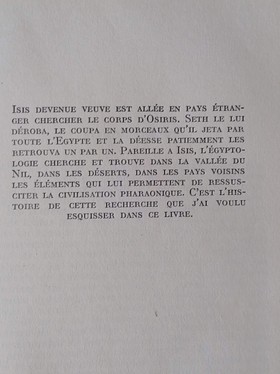 Isis devenue veuve est allée en pays étran-
ger chercher le corps d'Osiris. Seth le lui
déroba, le coupa en morceaux qu'il jeta par
toute l'Egypte et la déesse patiemment les
retrouva un par un. Pareille a Isis, l'égypto-
logie cherche et trouve dans la vallée du
Nil, dans les déserts, dans les pays voisins
les éléments qui lui permettent de ressus-
citer la civilisation pharaonique. C'est l'his-
toire de cette recherche que j'ai voulu
esquisser dans ce livre.